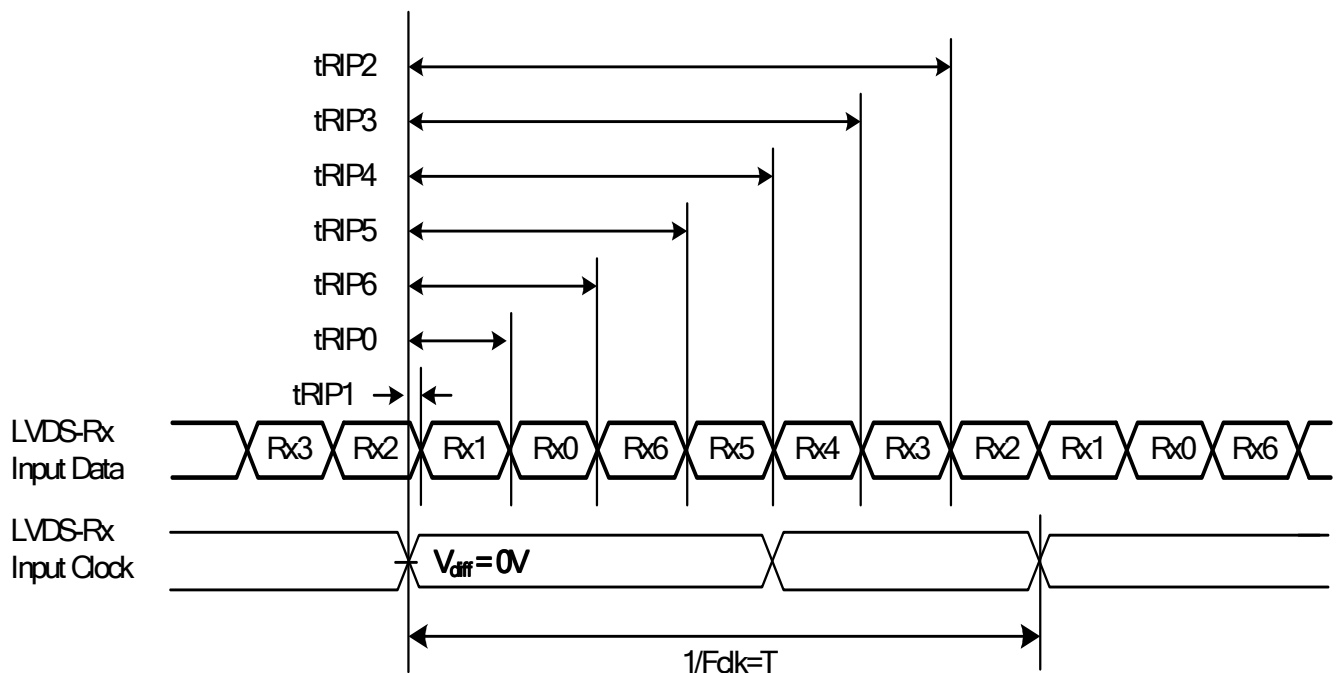 tRIP2
tRIP3
tRIP4
tRIP5
tRIP6
tRIP0
tRIP1
LVDS-Rx
Input Data
Rx3 Rx2 Rx1 Rx0 Rx6 Rx5 Rx4 Rx3 Rx2 Rx1 Rx0 Rx6
LVDS-Rx
Input Clock
Vdiff = 0V
1/Fclk=T